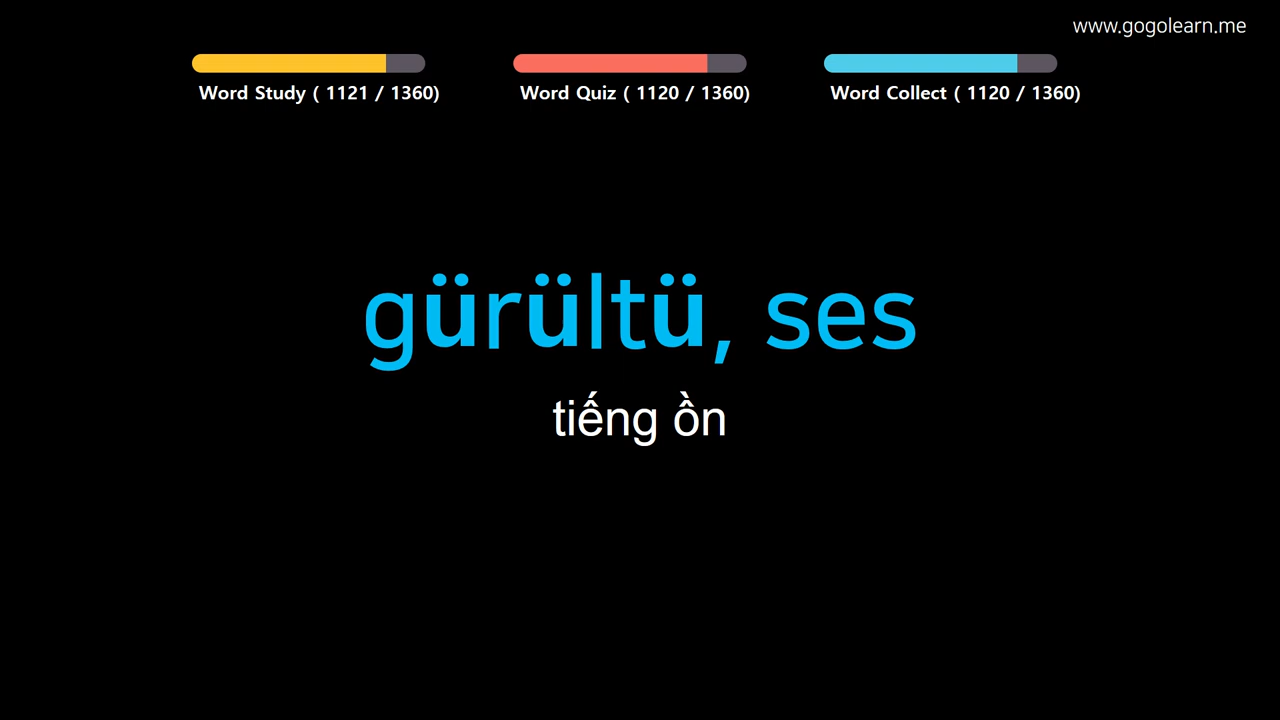 www.gogolearn.me
Word Study ( 1121 / 1360)
Word Quiz ( 1120 / 1360)
Word Collect ( 1120 / 1360)
gürültü, ses
tiếng ồn